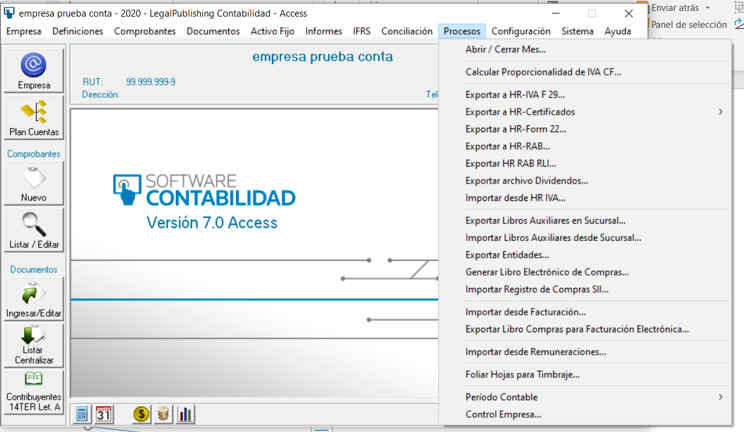 empresa prueba conta - 2020 - LegalPublishing Contabilidad - Access
Enviar atrás
Panel de selección
Empresa Definiciones Comprobantes Documentos Activo Fijo Informes IFRS Conciliación Procesos Configuración Sistema Ayuda
empresa prueba conta
RUT: 99.999.999-9
Dirección: Tel
Empresa
Plan Cuentas
Comprobantes
Nuevo
Listar / Editar
Documentos
Ingresar/Editar
Listar
Centralizar
Contribuyentes
14TER Let. A
SOFTWARE
CONTABILIDAD
Versión 7.0 Access
31
Abrir / Cerrar Mes...
Calcular Proporcionalidad de IVA CF...
Exportar a HR-IVA F 29...
Exportar a HR-Certificados
Exportar a HR-Form 22...
Exportar a HR-RAB...
Exportar HR RAB RLI...
Exportar archivo Dividendos...
Importar desde HR IVA...
Exportar Libros Auxiliares en Sucursal...
Importar Libros Auxiliares desde Sucursal...
Exportar Entidades...
Generar Libro Electrónico de Compras...
Importar Registro de Compras SII...
Importar desde Facturación...
Exportar Libro Compras para Facturación Electrónica...
Importar desde Remuneraciones...
Foliar Hojas para Timbraje...
Período Contable
Control Empresa...